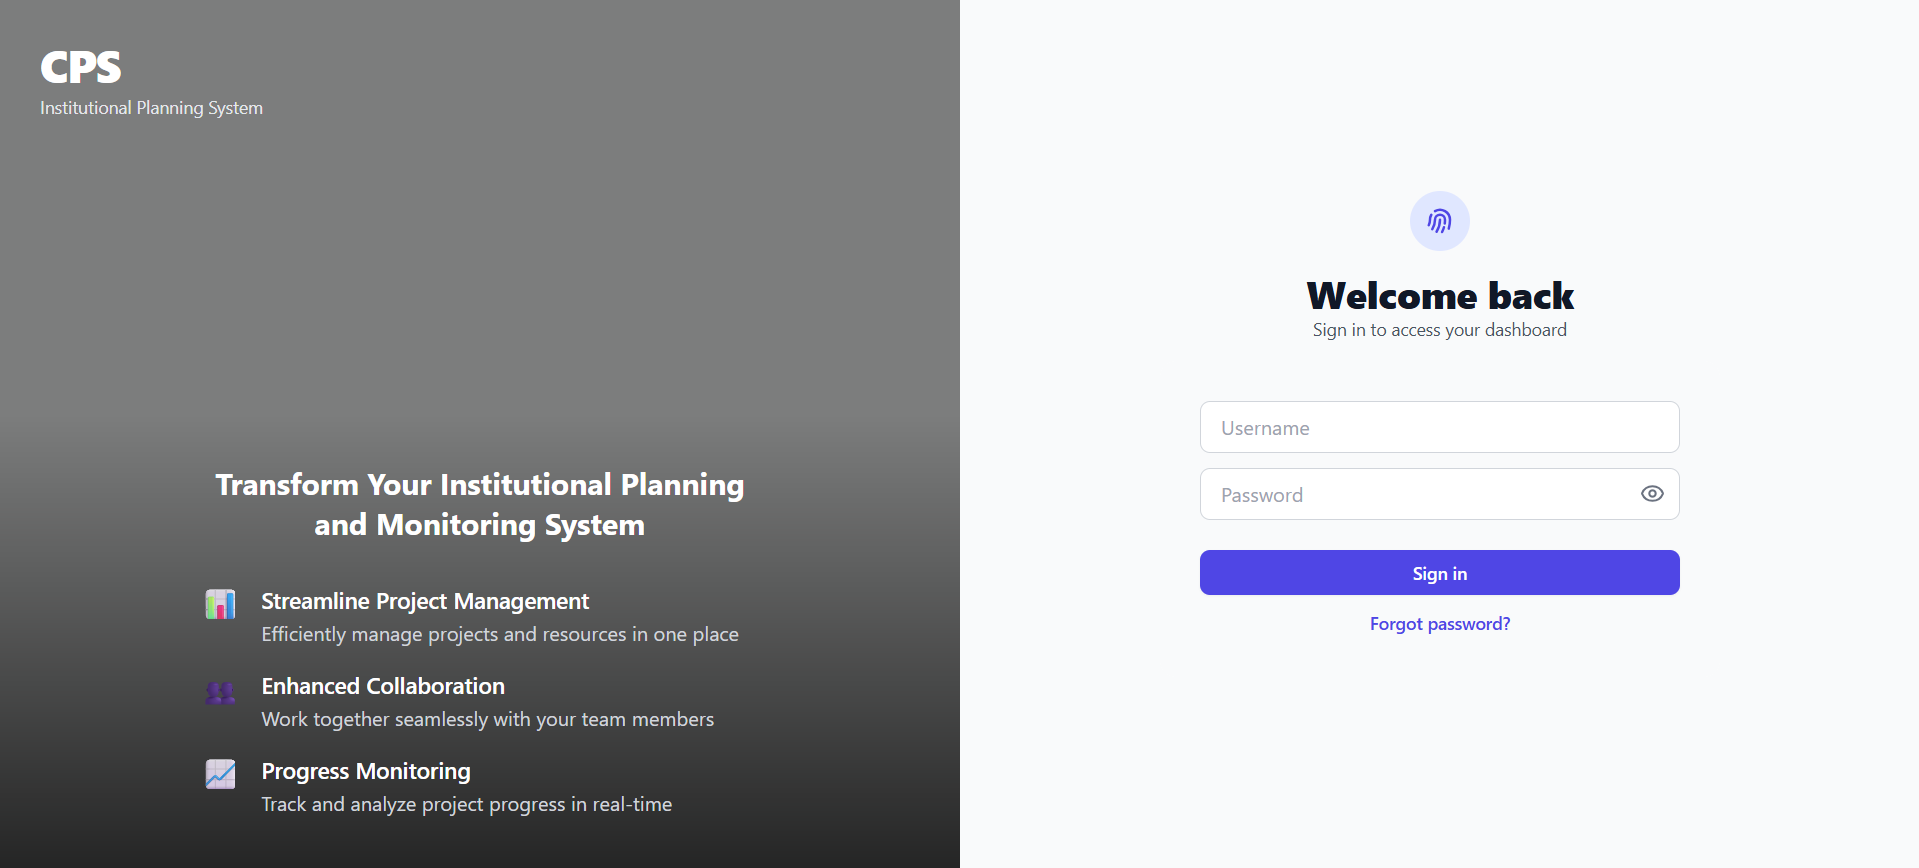 CPS
Institutional Planning System
Transform Your Institutional Planning
and Monitoring System
Streamline Project Management
Efficiently manage projects and resources in one place
Enhanced Collaboration
Work together seamlessly with your team members
Progress Monitoring
Track and analyze project progress in real-time
Welcome back
Sign in to access your dashboard
Username
Password
Sign in
Forgot password?